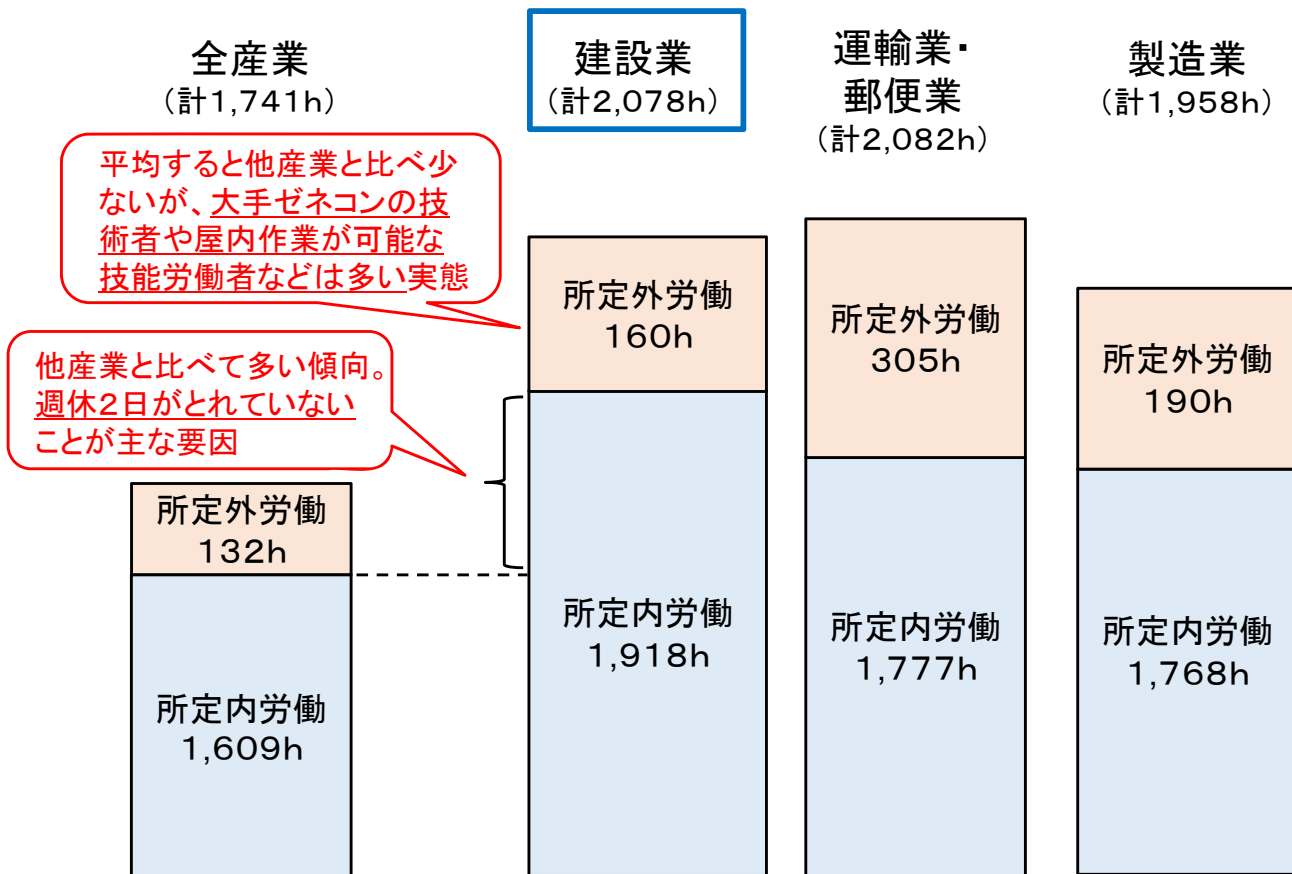 全産業
(計1,741h)
建設業
(計2,078h)
運輸業・
郵便業
(計2,082h)
製造業
(計1,958h)
平均すると他産業と比べ少
ないが、大手ゼネコンの技
術者や屋内作業が可能な
技能労働者などは多い実態
他産業と比べて多い傾向。
週休2日がとれていない
ことが主な要因
所定外労働
132h
所定内労働
1,609h
所定外労働
160h
所定内労働
1,918h
所定外労働
305h
所定内労働
1,777h
所定外労働
190h
所定内労働
1,768h